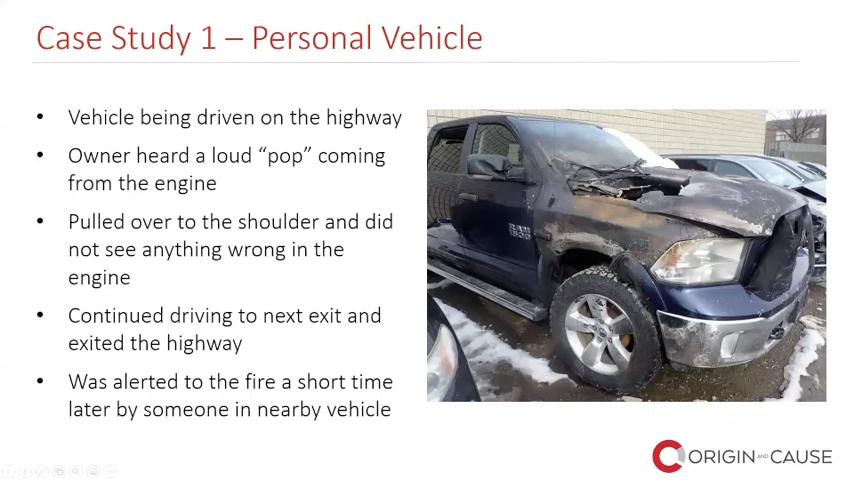 Case Study 1 – Personal Vehicle
• Vehicle being driven on the highway
• Owner heard a loud “pop” coming
from the engine
• Pulled over to the shoulder and did
not see anything wrong in the
engine
• Continued driving to next exit and
exited the highway
• Was alerted to the fire a short time
later by someone in nearby vehicle
RAM
1500
ORIGIN AND CAUSE